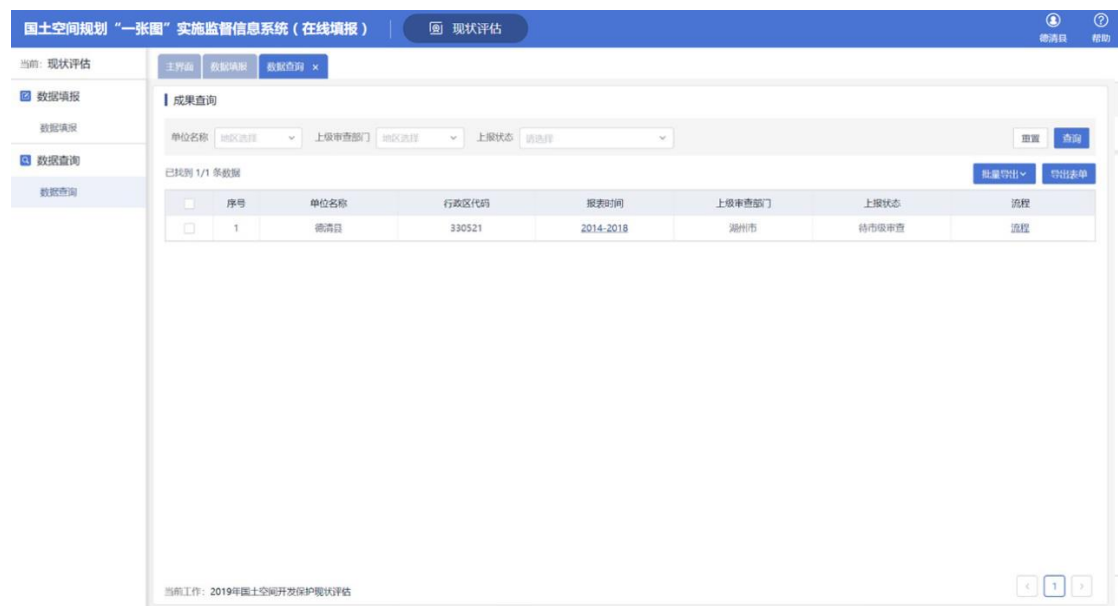 国土空间规划“一张图”实施监督信息系统（在线填报） 现状评估 德清县 帮助
当前: 现状评估
主界面 数据填报 数据查询 ×
数据填报
数据填报
数据查询
数据查询
成果查询
单位名称 地区选择 上级审查部门 地区选择 上报状态 请选择 重置 查询
已找到 1/1 条数据 批量导出 导出表单
序号 单位名称 行政区代码 报表时间 上级审查部门 上报状态 流程
1 德清县 330521 2014-2018 湖州市 待市级审查 流程
当前工作: 2019年国土空间开发保护现状评估 < 1 >